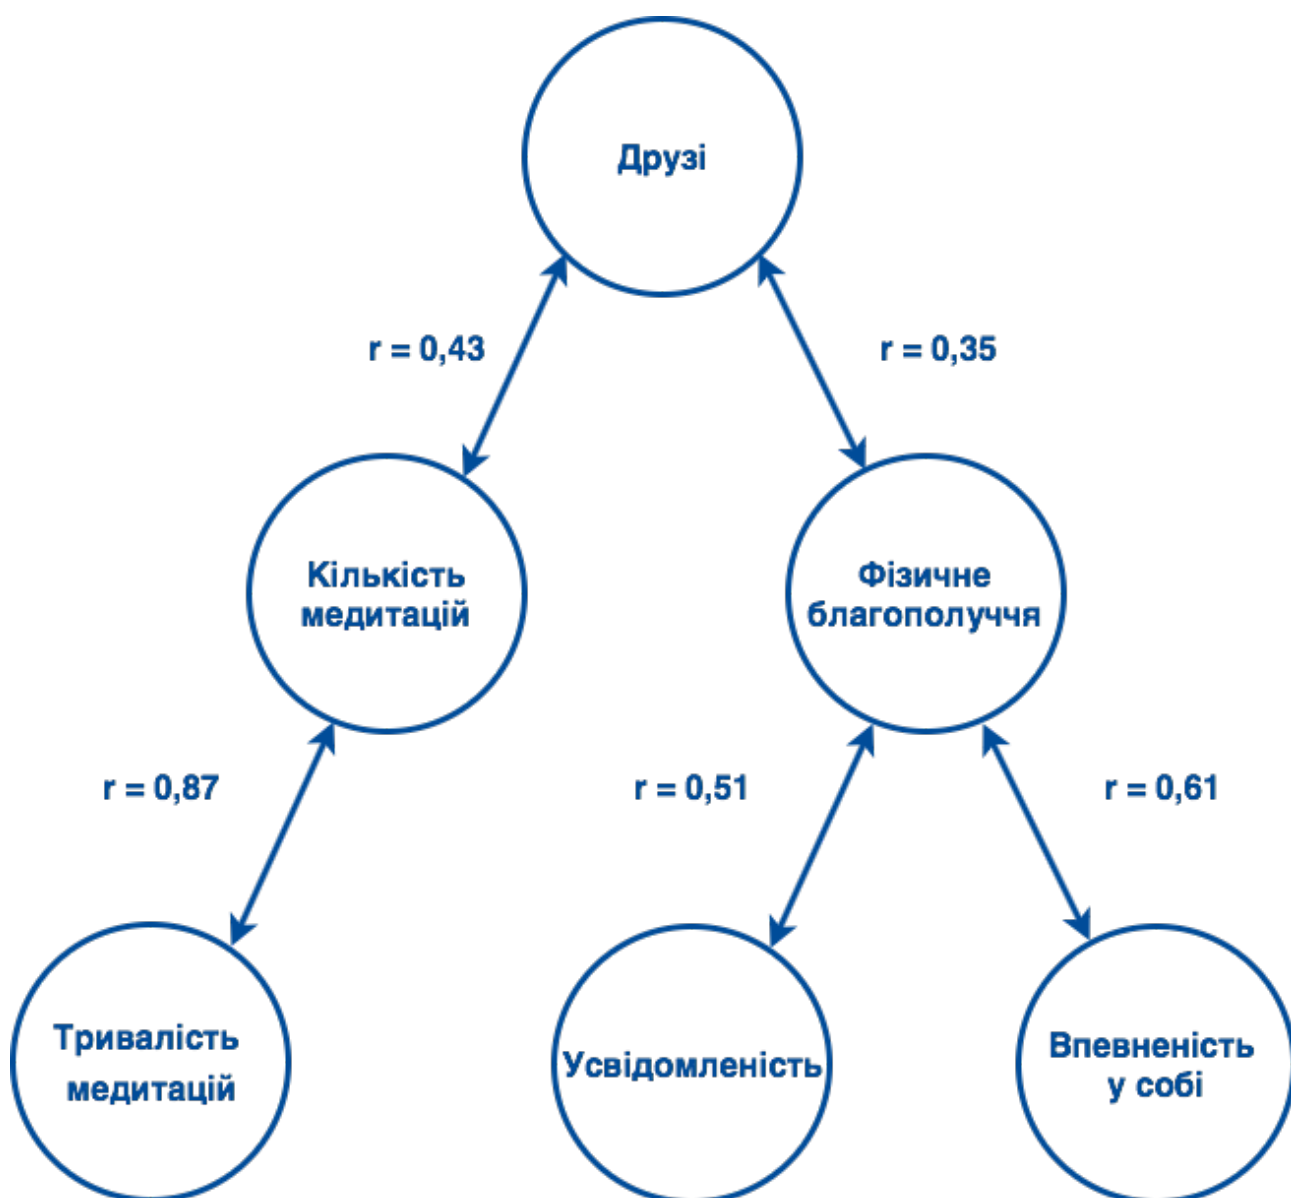 Друзі
r = 0,43
r = 0,35
Кількість
медитацій
Фізичне
благополуччя
r = 0,87
r = 0,51
r = 0,61
Тривалість
медитацій
Усвідомленість
Впевненість
у собі